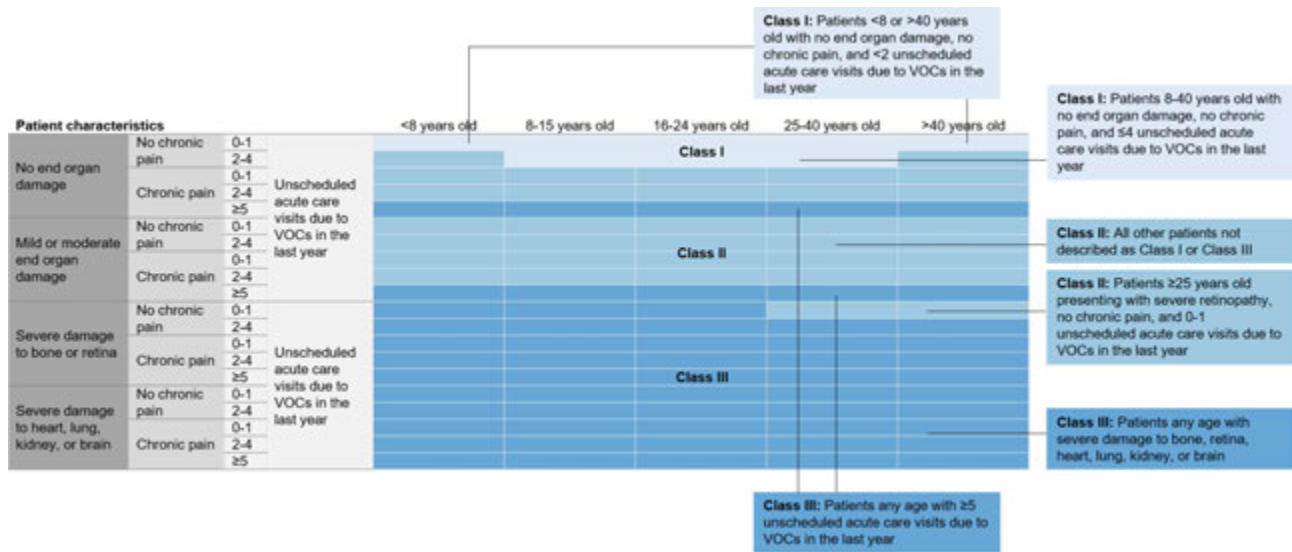 Class I: Patients <8 or >40 years
old with no end organ damage, no
chronic pain, and <2 unscheduled
acute care visits due to VOCs in the
last year
Class I: Patients 8-40 years old with
no end organ damage, no chronic
pain, and ≤4 unscheduled acute
care visits due to VOCs in the last
year
Patient characteristics
<8 years old
8-15 years old
16-24 years old
25-40 years old
>40 years old
No end organ
damage
No chronic
pain
0-1
2-4
Chronic pain
0-1
2-4
≥5
Unscheduled
acute care
visits due to
VOCs in the
last year
Class I
Mild or moderate
end organ
damage
No chronic
pain
0-1
2-4
Chronic pain
0-1
2-4
≥5
Class II
Class II: All other patients not
described as Class I or Class III
Class II: Patients ≥25 years old
presenting with severe retinopathy,
no chronic pain, and 0-1
unscheduled acute care visits due to
VOCs in the last year
Severe damage
to bone or retina
No chronic
pain
0-1
2-4
Chronic pain
0-1
2-4
≥5
Unscheduled
acute care
visits due to
VOCs in the
last year
Class III
Severe damage
to heart, lung,
kidney, or brain
No chronic
pain
0-1
2-4
Chronic pain
0-1
2-4
≥5
Class III: Patients any age with
severe damage to bone, retina,
heart, lung, kidney, or brain
Class III: Patients any age with ≥5
unscheduled acute care visits due to
VOCs in the last year